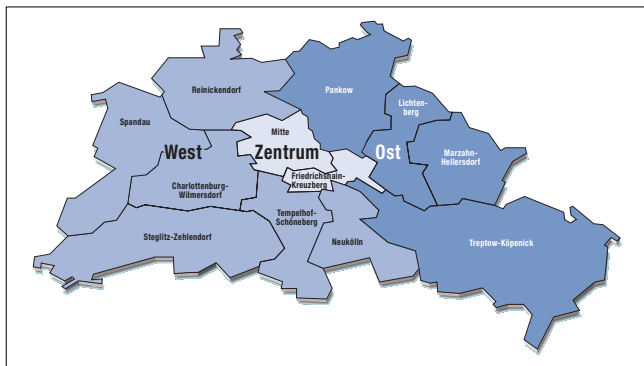 Reinickendorf
Pankow
Lichten-
berg
Spandau
Mitte
West
Zentrum
Ost
Marzahn-
Hellersdorf
Friedrichshain-
Kreuzberg
Charlottenburg-
Wilmersdorf
Tempelhof-
Schöneberg
Steglitz-Zehlendorf
Neukölln
Treptow-Köpenick